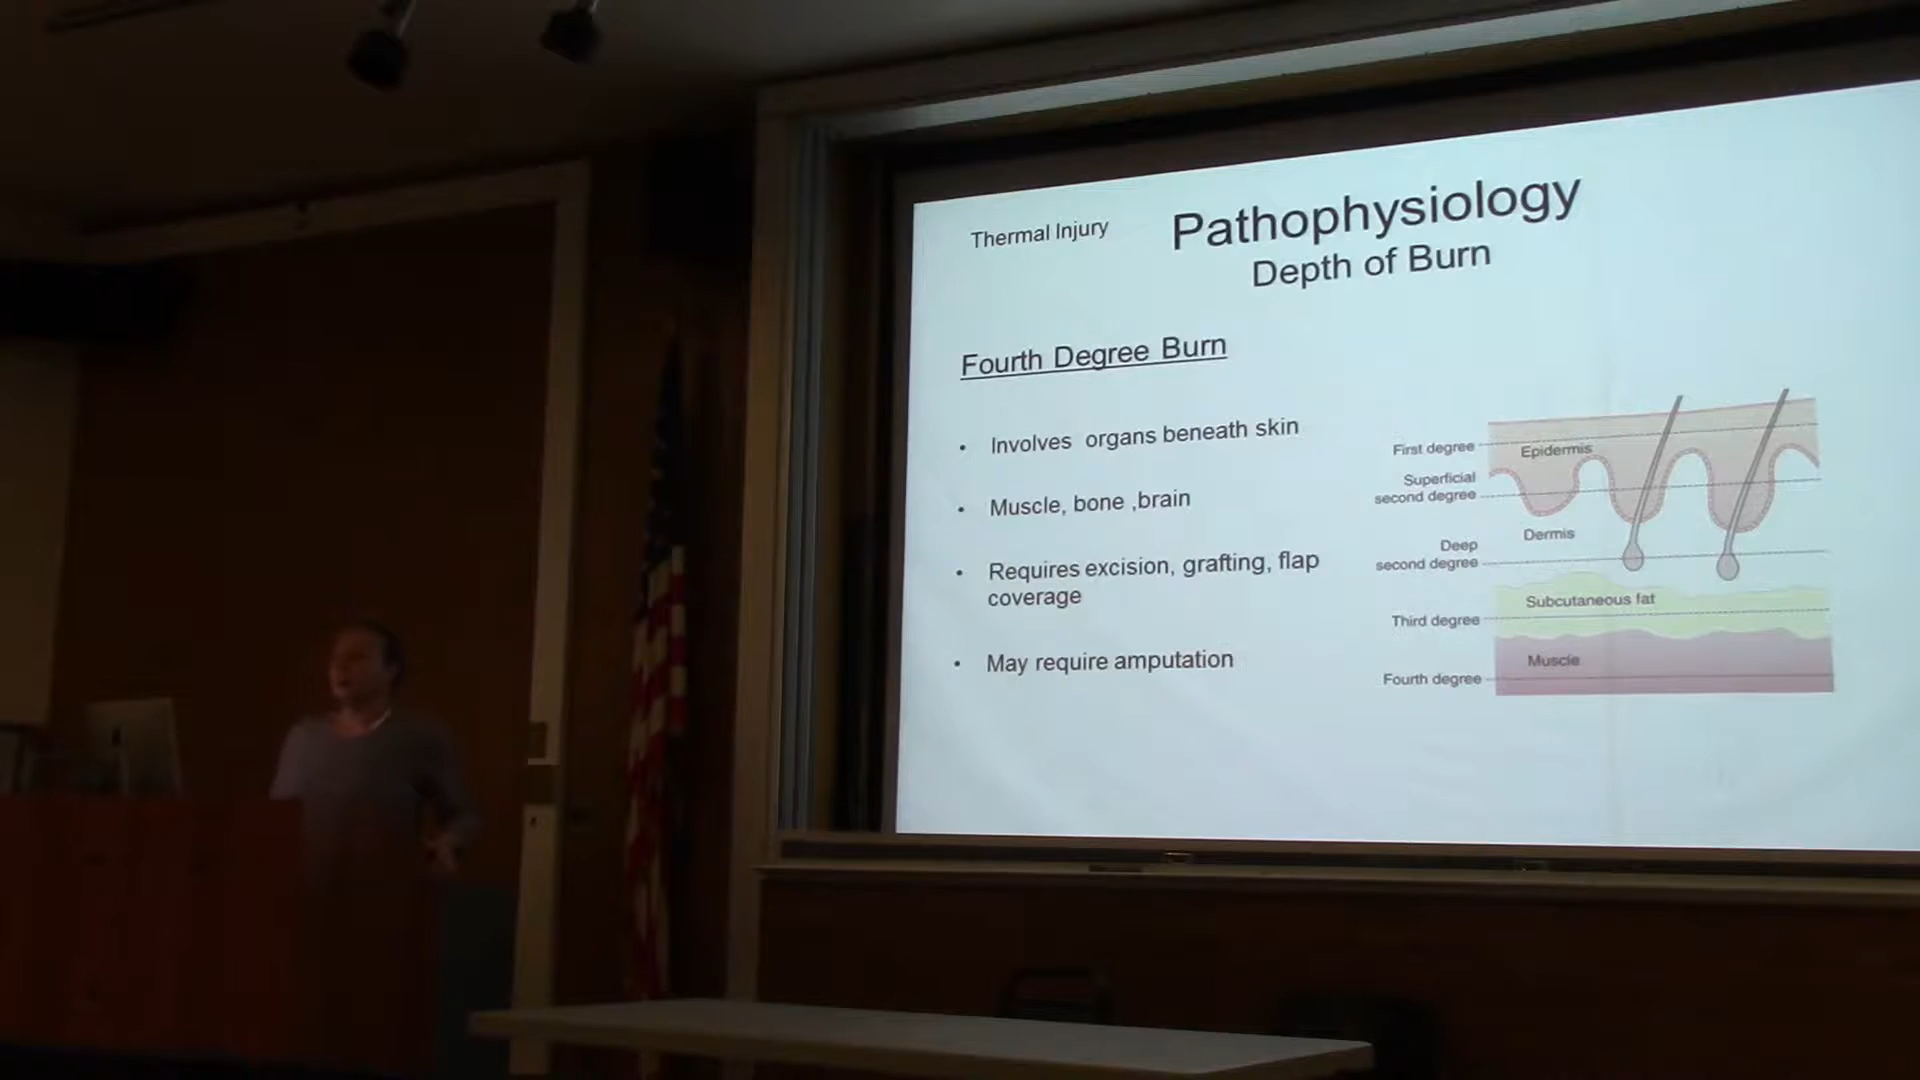 Thermal Injury
Pathophysiology
Depth of Burn
Fourth Degree Burn
• Involves organs beneath skin
• Muscle, bone ,brain
• Requires excision, grafting, flap
coverage
• May require amputation
First degree
Epidermis
Superficial
second degree
Dermis
Deep
second degree
Subcutaneous fat
Third degree
Muscle
Fourth degree